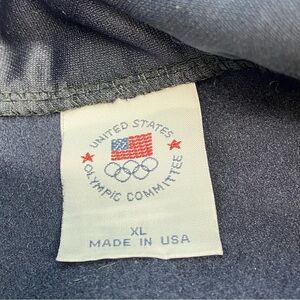 UNITED STATES
OLYMPIC COMMITTEE
XL
MADE IN USA